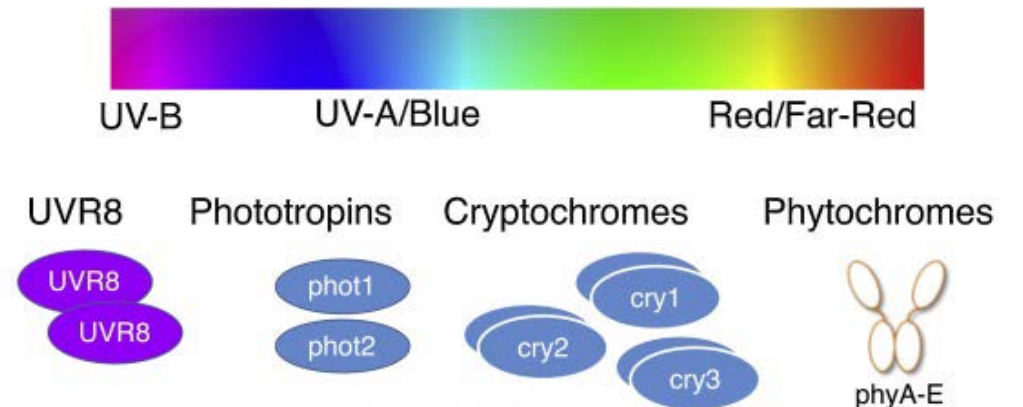 UV-B UV-A/Blue Red/Far-Red
UVR8 Phototropins Cryptochromes Phytochromes
UVR8
UVR8
phot1
phot2
cry1
cry2
cry3
phyA-E